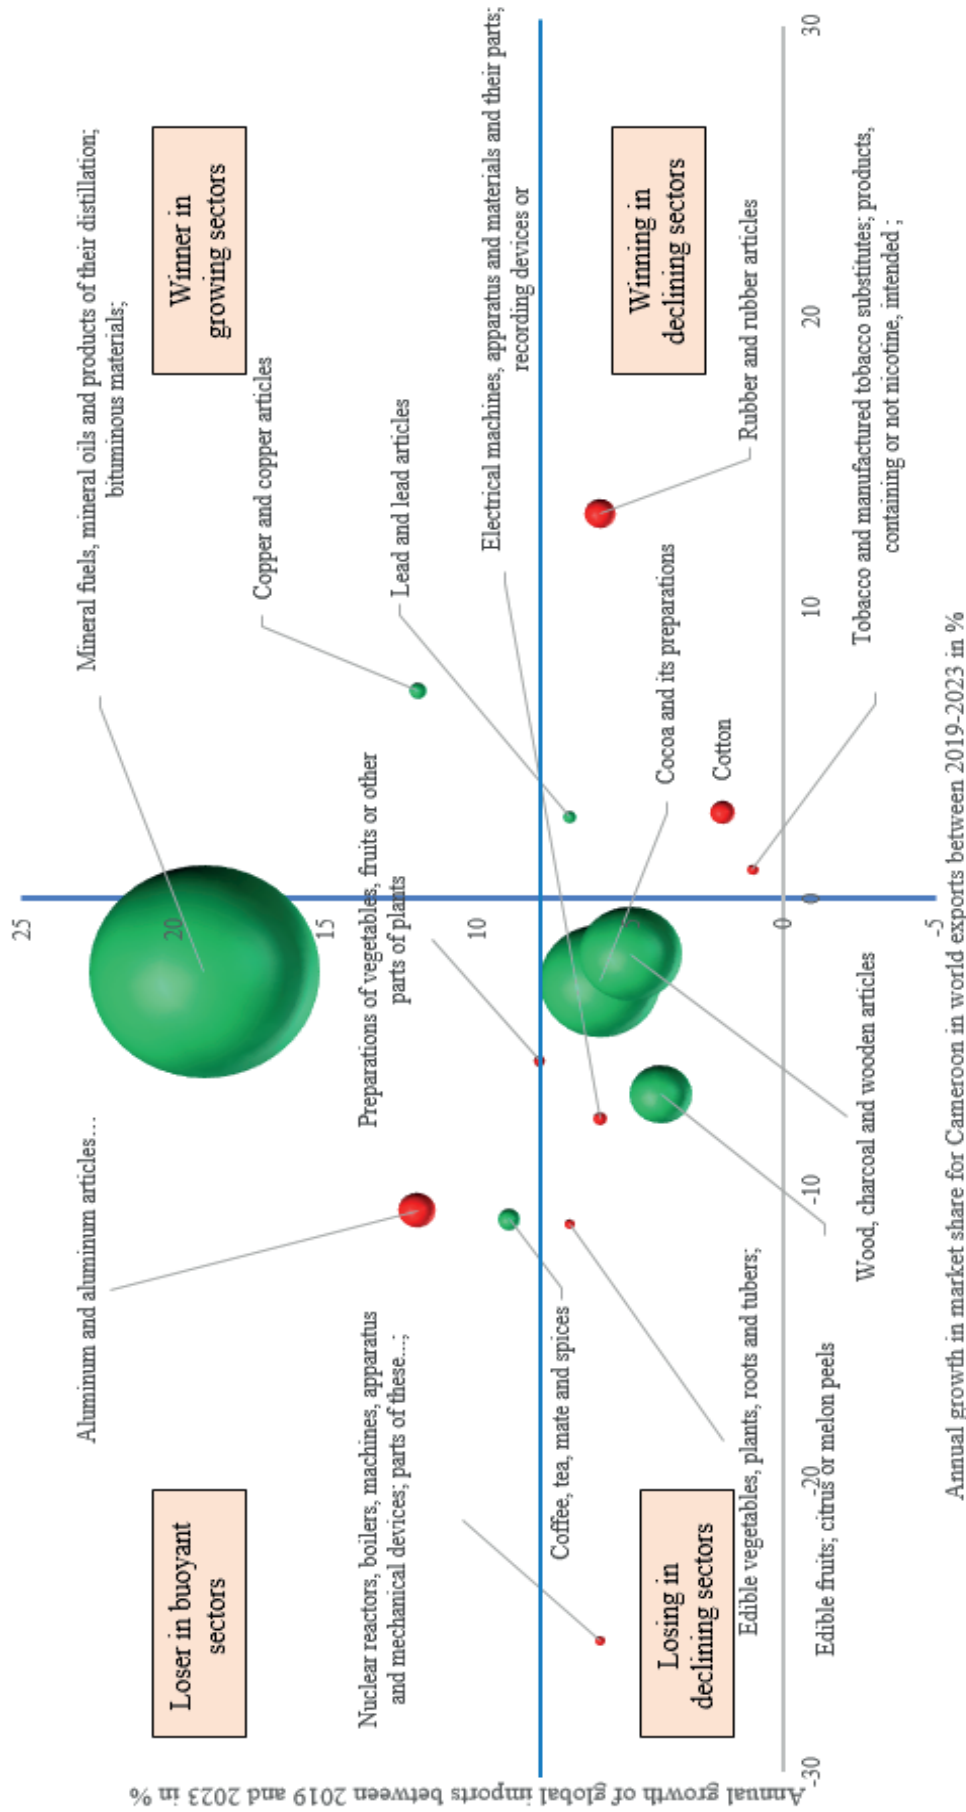 Loser in buoyant
sectors
Aluminum and aluminum articles…
Mineral fuels, mineral oils and products of their distillation;
bituminous materials;
Winner in
growing sectors
Copper and copper articles
Nuclear reactors, boilers, machines, apparatus
and mechanical devices; parts of these...;
Preparations of vegetables, fruits or other
parts of plants
Lead and lead articles
Electrical machines, apparatus and materials and their parts;
recording devices or
Coffee, tea, mate and spices
Losing in
declining sectors
Winning in
declining sectors
Cocoa and its preparations
Cotton
Rubber and rubber articles
Edible vegetables, plants, roots and tubers;
Edible fruits; citrus or melon peels
Wood, charcoal and wooden articles
Tobacco and manufactured tobacco substitutes; products,
containing or not nicotine, intended ;
25
20
15
10
5
0
-5
-30
-20
-10
0
10
20
30
Annual growth of global imports between 2019 and 2023 in %
Annual growth in market share for Cameroon in world exports between 2019-2023 in %